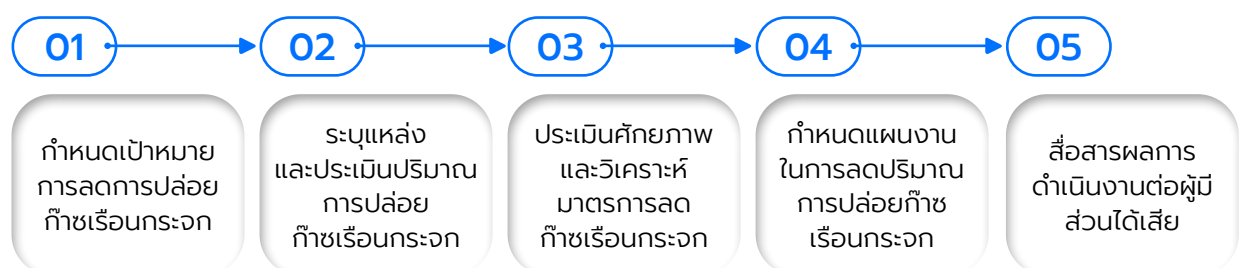 01
02
03
04
05
กำหนดเป้าหมาย
การลดการปล่อย
ก๊าซเรือนกระจก
ระบุแหล่ง
และประเมินปริมาณ
การปล่อย
ก๊าซเรือนกระจก
ประเมินศักยภาพ
และวิเคราะห์
มาตรการลด
ก๊าซเรือนกระจก
กำหนดแผนงาน
ในการลดปริมาณ
การปล่อยก๊าซ
เรือนกระจก
สื่อสารผลการ
ดำเนินงานต่อผู้มี
ส่วนได้เสีย